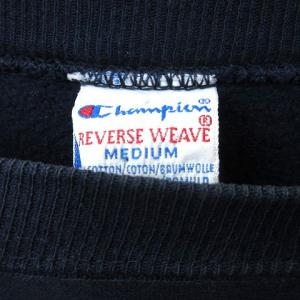 Champion ®
REVERSE WEAVE ®
MEDIUM
COTTON/COTON/BAUMWOLLE